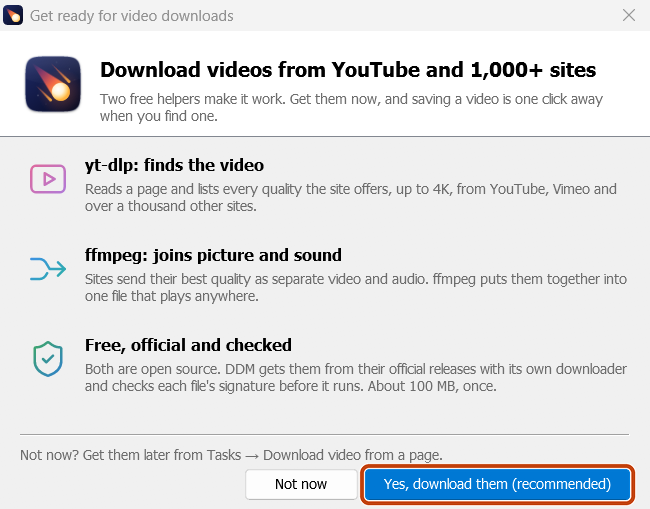 Get ready for video downloads
Download videos from YouTube and 1,000+ sites
Two free helpers make it work. Get them now, and saving a video is one click away
when you find one.
yt-dlp: finds the video
Reads a page and lists every quality the site offers, up to 4K, from YouTube, Vimeo and
over a thousand other sites.
ffmpeg: joins picture and sound
Sites send their best quality as separate video and audio. ffmpeg puts them together into
one file that plays anywhere.
Free, official and checked
Both are open source. DDM gets them from their official releases with its own downloader
and checks each file's signature before it runs. About 100 MB, once.
Not now? Get them later from Tasks → Download video from a page.
Not now
Yes, download them (recommended)